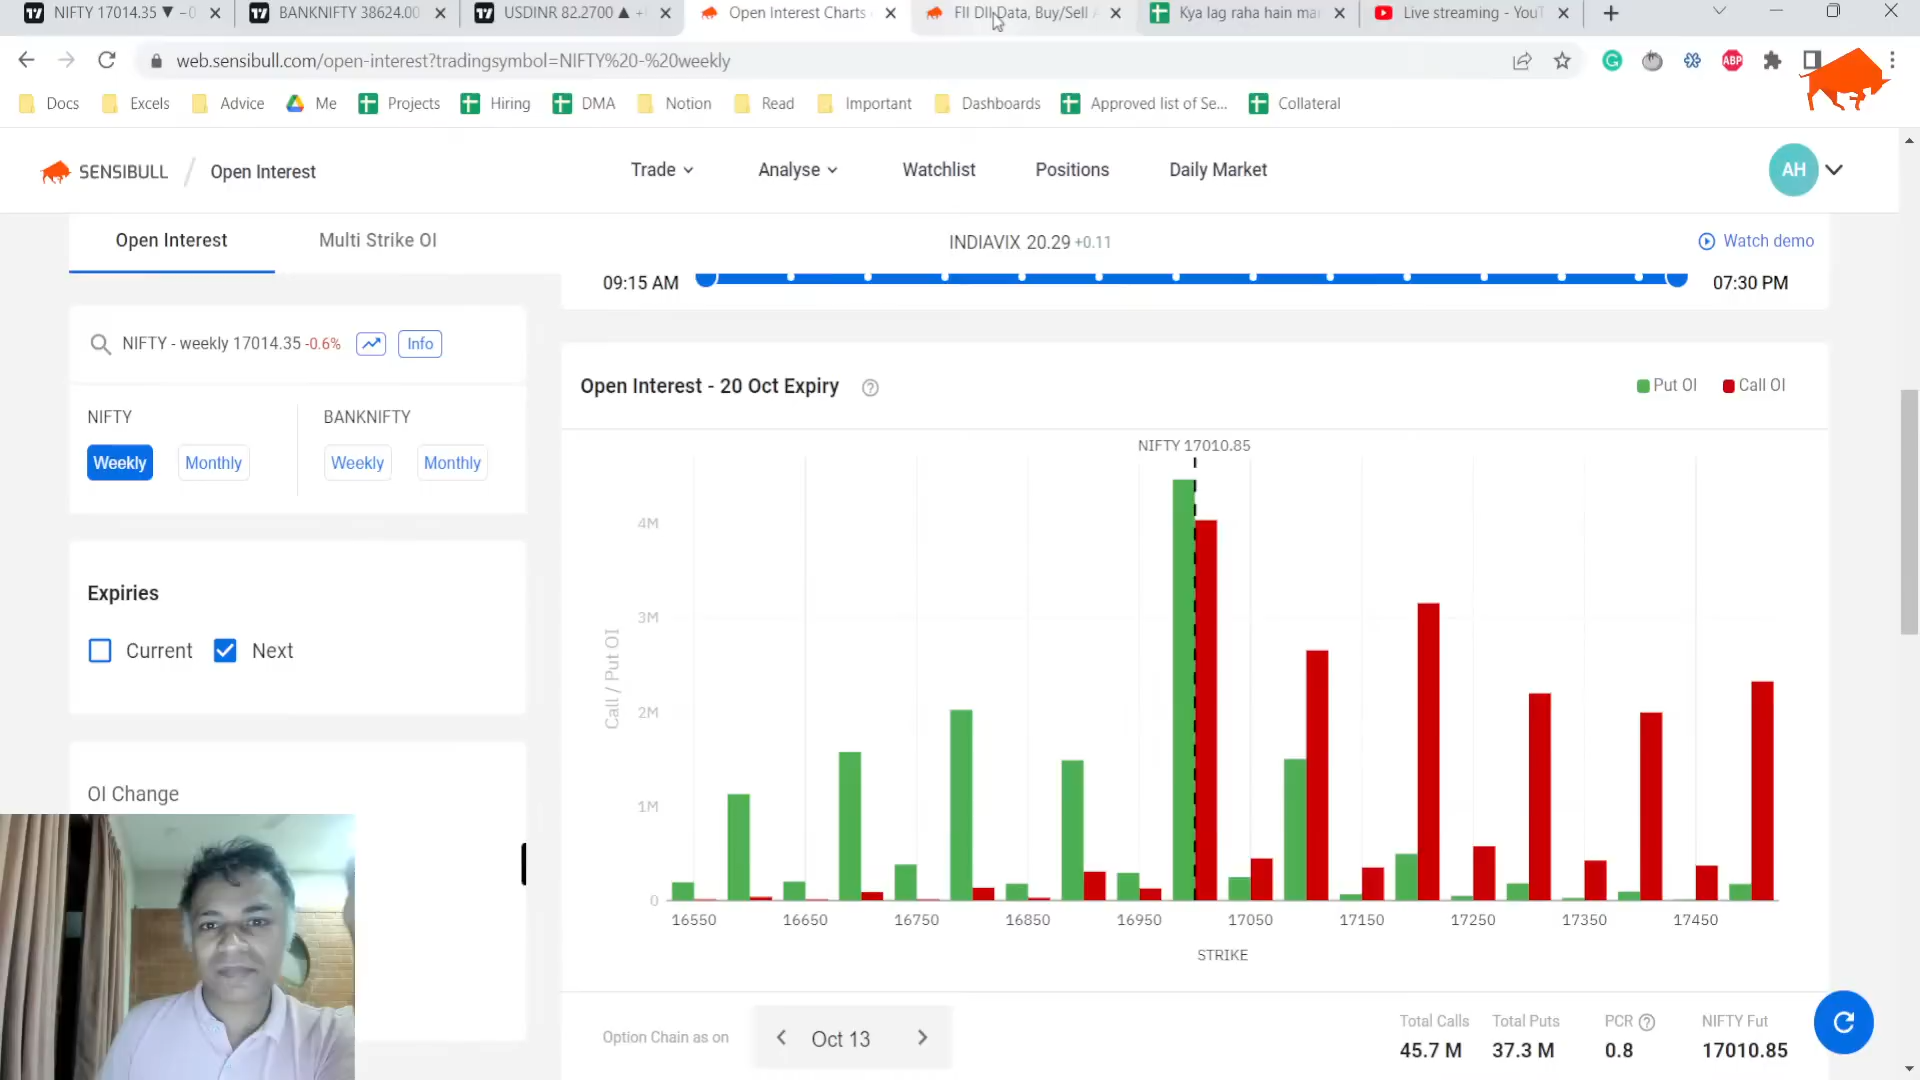 NIFTY 17014.35 ▼ −0
BANKNIFTY 38624.00
USDINR 82.2700 ▲ +
Open Interest Charts
FII DII Data, Buy/Sell A
Kya lag raha hain mar
Live streaming - YouT
web.sensibull.com/open-interest?tradingsymbol=NIFTY%20-%20weekly
G
ABP
Docs
Excels
Advice
Me
Projects
Hiring
DMA
Notion
Read
Important
Dashboards
Approved list of Se...
Collateral
SENSIBULL / Open Interest
Trade
Analyse
Watchlist
Positions
Daily Market
AH
Open Interest
Multi Strike OI
INDIAVIX 20.29 +0.11
Watch demo
09:15 AM
07:30 PM
NIFTY - weekly 17014.35 -0.6%
Info
NIFTY
BANKNIFTY
Weekly
Monthly
Weekly
Monthly
Expiries
Current
Next
OI Change
Open Interest - 20 Oct Expiry
Put OI
Call OI
NIFTY 17010.85
Call / Put OI
4M
3M
2M
1M
0
16550 16650 16750 16850 16950 17050 17150 17250 17350 17450
STRIKE
Option Chain as on
Oct 13
Total Calls
45.7 M
Total Puts
37.3 M
PCR
0.8
NIFTY Fut
17010.85